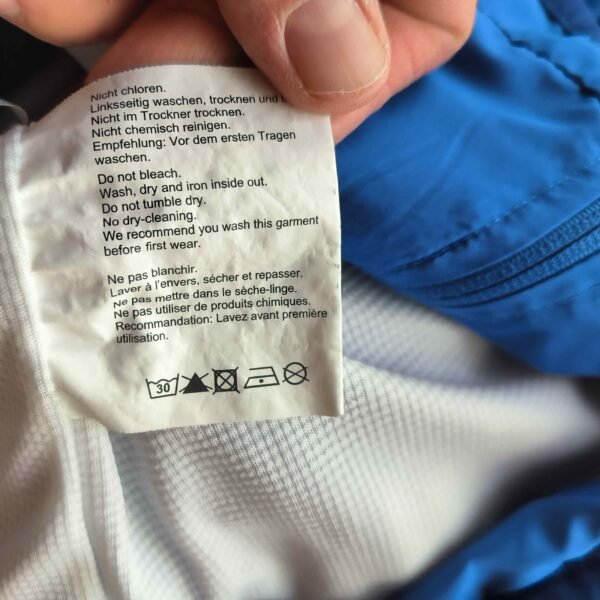 Nicht chloren.
Linksseitig waschen, trocknen und
Nicht im Trockner trocknen.
Nicht chemisch reinigen.
Empfehlung: Vor dem ersten Tragen
waschen.
Do not bleach.
Wash, dry and iron inside out.
Do not tumble dry.
No dry-cleaning.
We recommend you wash this garment
before first wear.
Ne pas blanchir.
Laver à l'envers, sécher et repasser.
Ne pas mettre dans le sèche-linge.
Ne pas utiliser de produits chimiques.
Recommandation: Lavez avant première
utilisation.
30